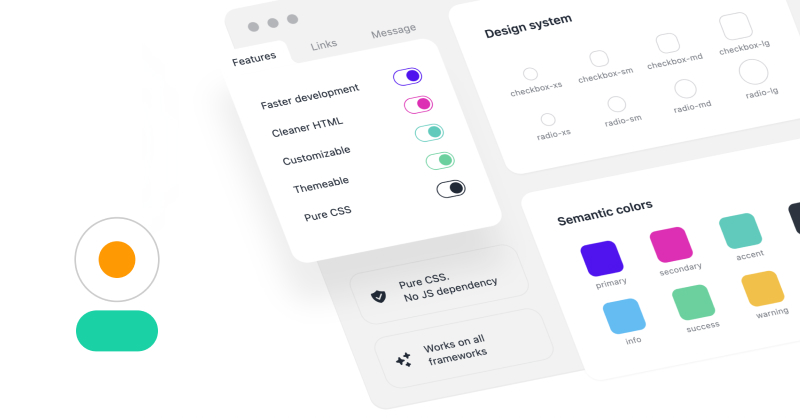 Features
Links
Message
Faster development
Cleaner HTML
Customizable
Themeable
Pure CSS
Design system
checkbox-xs
checkbox-sm
checkbox-md
checkbox-lg
radio-xs
radio-sm
radio-md
radio-lg
Pure CSS.
No JS dependency
Works on all
frameworks
Semantic colors
primary
secondary
accent
info
success
warning